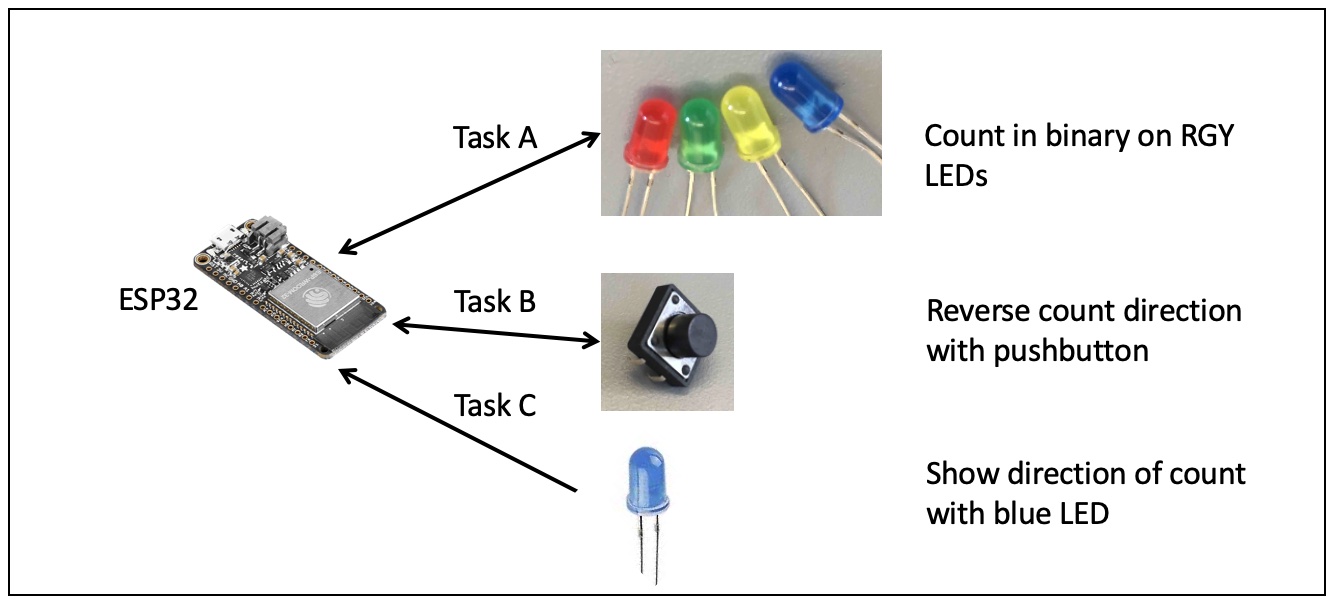 Task A
Count in binary on RGY
LEDs
ESP32
Task B
Reverse count direction
with pushbutton
Task C
Show direction of count
with blue LED